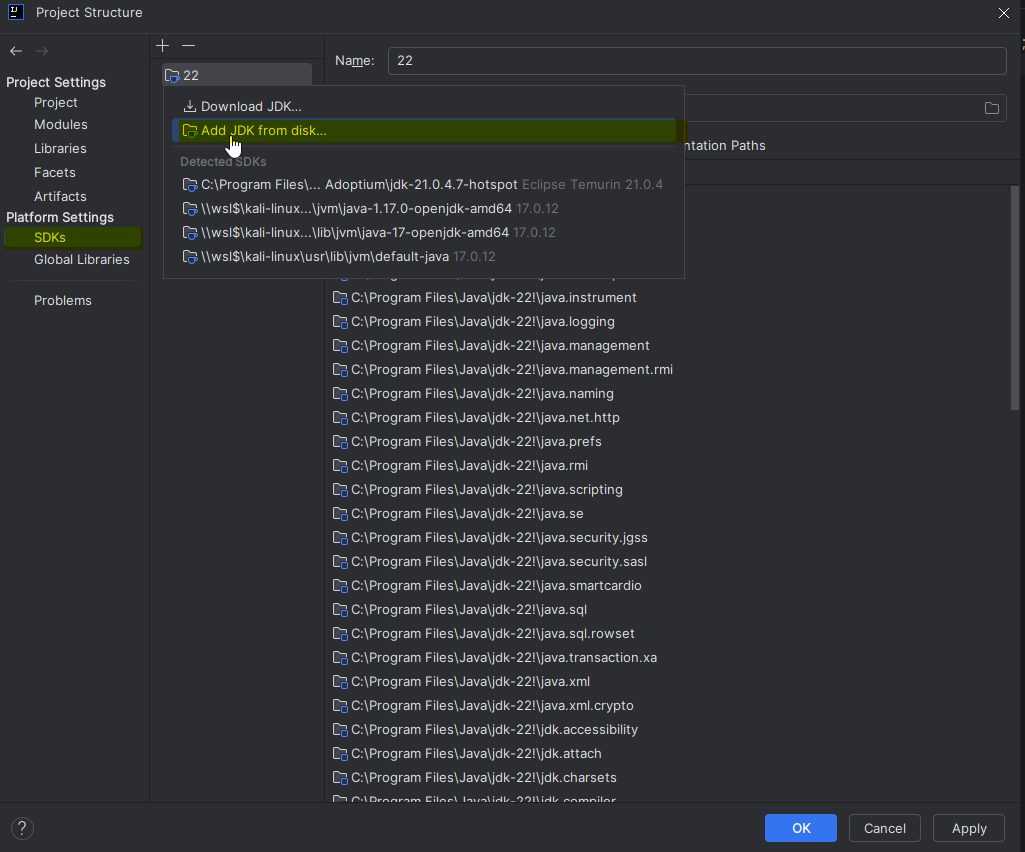 Project Structure
Project Settings
Project
Modules
Libraries
Facets
Artifacts
Platform Settings
SDKs
Global Libraries
Problems
22
Name:
22
Download JDK...
Add JDK from disk...
Detected SDKs
C:\Program Files\... Adoptium\jdk-21.0.4.7-hotspot Eclipse Temurin 21.0.4
\\wsl$\kali-linux...\jvm\java-1.17.0-openjdk-amd64 17.0.12
\\wsl$\kali-linux...\lib\jvm\java-17-openjdk-amd64 17.0.12
\\wsl$\kali-linux\usr\lib\jvm\default-java 17.0.12
ntation Paths
C:\Program Files\Java\jdk-22!\java.instrument
C:\Program Files\Java\jdk-22!\java.logging
C:\Program Files\Java\jdk-22!\java.management
C:\Program Files\Java\jdk-22!\java.management.rmi
C:\Program Files\Java\jdk-22!\java.naming
C:\Program Files\Java\jdk-22!\java.net.http
C:\Program Files\Java\jdk-22!\java.prefs
C:\Program Files\Java\jdk-22!\java.rmi
C:\Program Files\Java\jdk-22!\java.scripting
C:\Program Files\Java\jdk-22!\java.se
C:\Program Files\Java\jdk-22!\java.security.jgss
C:\Program Files\Java\jdk-22!\java.security.sasl
C:\Program Files\Java\jdk-22!\java.smartcardio
C:\Program Files\Java\jdk-22!\java.sql
C:\Program Files\Java\jdk-22!\java.sql.rowset
C:\Program Files\Java\jdk-22!\java.transaction.xa
C:\Program Files\Java\jdk-22!\java.xml
C:\Program Files\Java\jdk-22!\java.xml.crypto
C:\Program Files\Java\jdk-22!\jdk.accessibility
C:\Program Files\Java\jdk-22!\jdk.attach
C:\Program Files\Java\jdk-22!\jdk.charsets
C:\Program Files\Java\jdk-22!\jdk.compiler
?
OK
Cancel
Apply